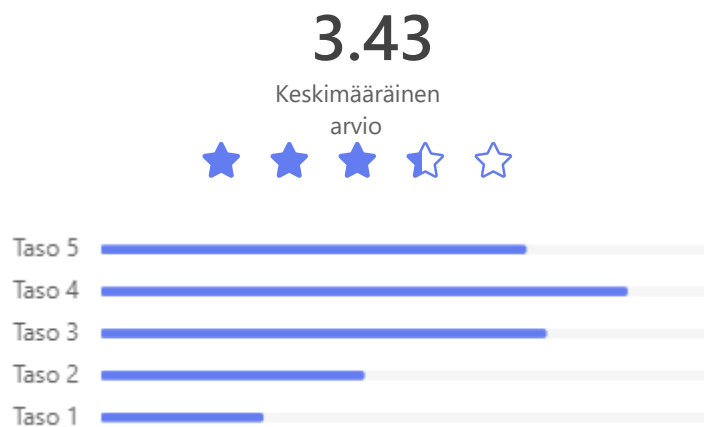 3.43
Keskimääräinen
arvio
Taso 5
Taso 4
Taso 3
Taso 2
Taso 1